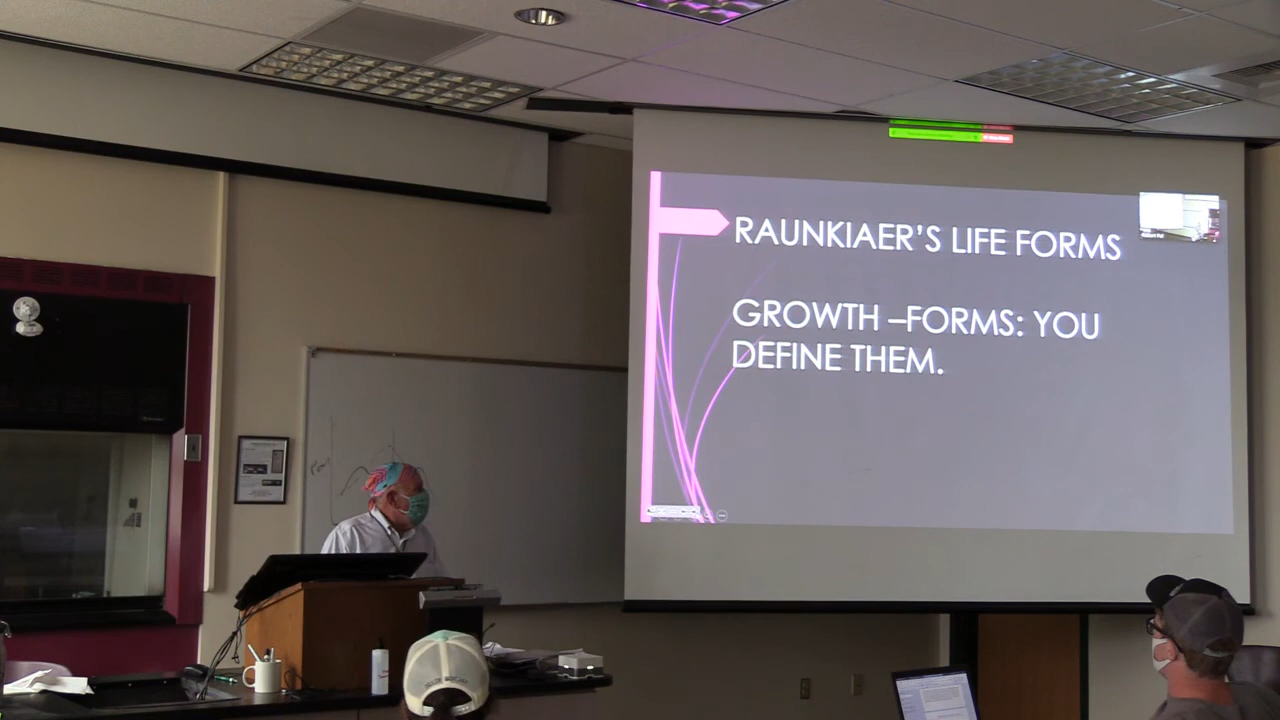 RAUNKIAER'S LIFE FORMS
GROWTH –FORMS: YOU
DEFINE THEM.